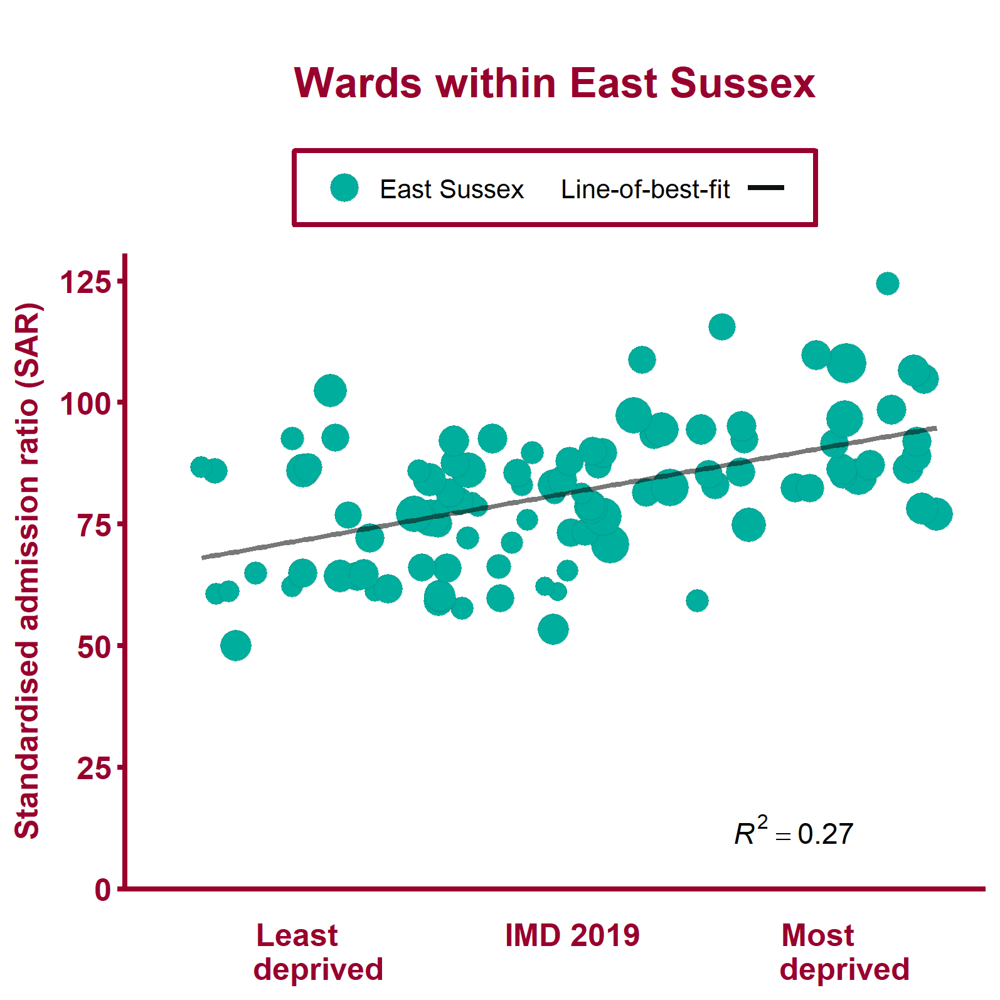 Wards within East Sussex
East Sussex
Line-of-best-fit
Standardised admission ratio (SAR)
125
100
75
50
25
0
R² = 0.27
Least
deprived
IMD 2019
Most
deprived